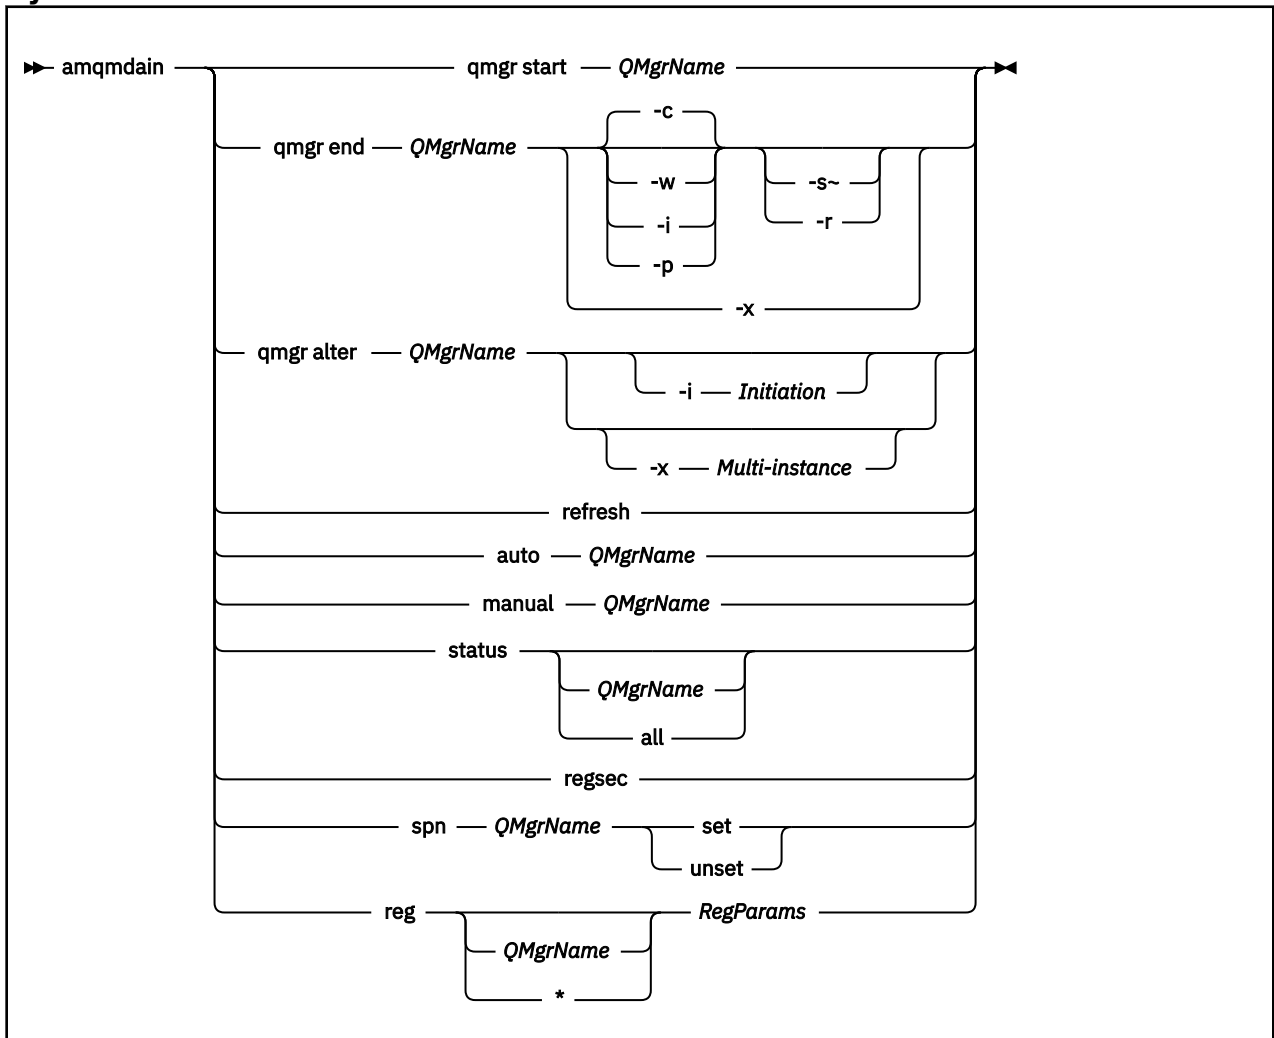 amqmdain qmgr start QMgrName
-c
qmgr end QMgrName
-w -s~
-i -r
-p
-x
qmgr alter QMgrName
-i Initiation
-x Multi-instance
refresh
auto QMgrName
manual QMgrName
status
QMgrName
all
regsec
spn QMgrName set
unset
reg RegParams
QMgrName
*